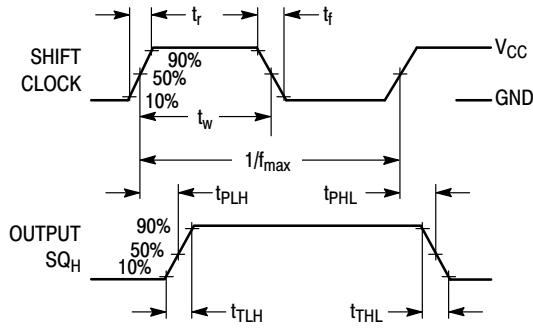 tr
tf
SHIFT
CLOCK
90%
50%
10%
VCC
GND
tw
1/fmax
tPLH
tPHL
OUTPUT
SQH
90%
50%
10%
tTLH
tTHL